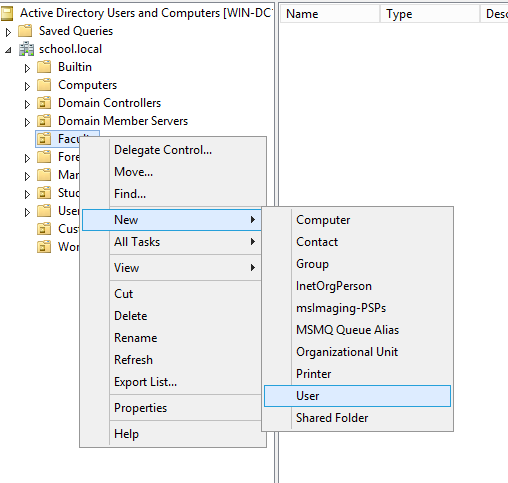 Active Directory Users and Computers [WIN-DC
Name
Type
Desc
Saved Queries
school.local
Builtin
Computers
Domain Controllers
Domain Member Servers
Facult
Fore
Mar
Stud
User
Cust
Wor
Delegate Control...
Move...
Find...
New
All Tasks
View
Cut
Delete
Rename
Refresh
Export List...
Properties
Help
Computer
Contact
Group
InetOrgPerson
msImaging-PSPs
MSMQ Queue Alias
Organizational Unit
Printer
User
Shared Folder